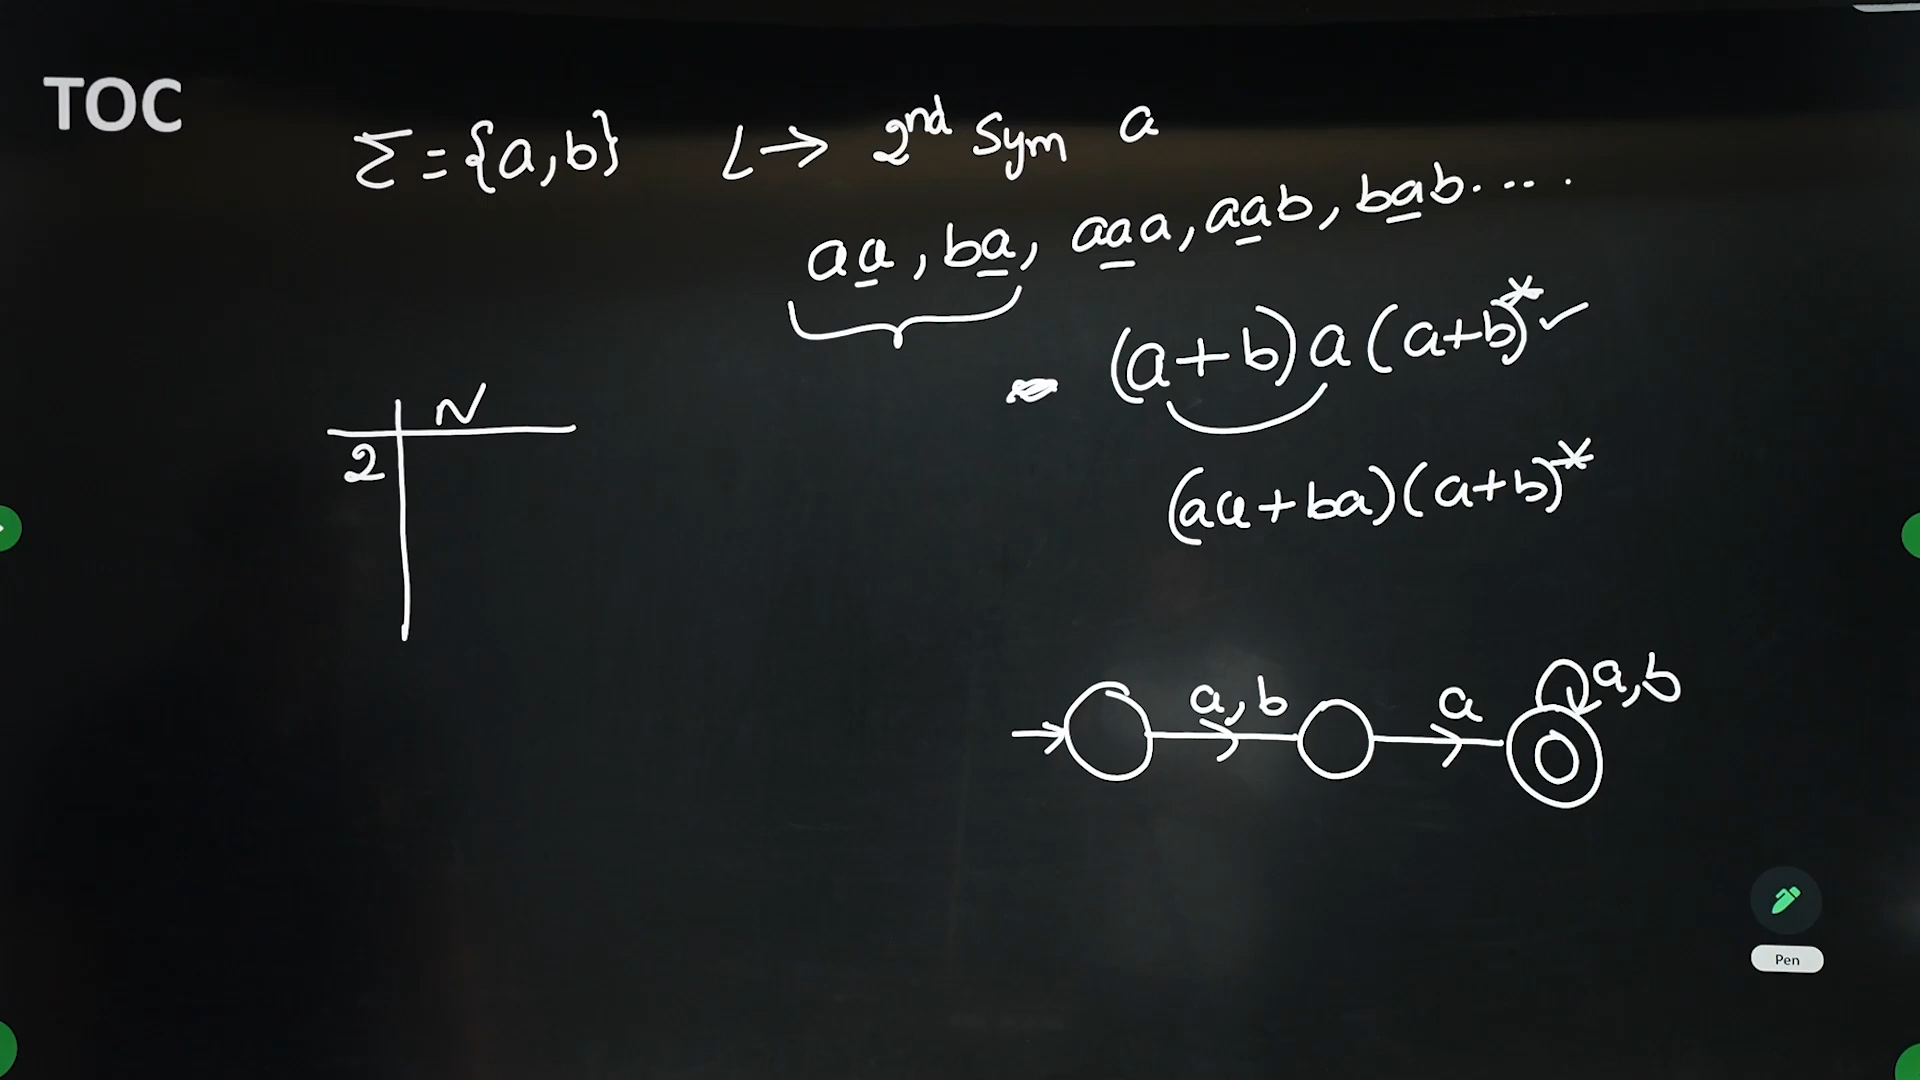 TOC
Σ = {a,b} L → 2nd Sym a
aa, ba, aaa, aab, bab.....
(a+b)a(a+b)* ✓
N
2
(aa+ba)(a+b)*
a,b a a,b
Pen